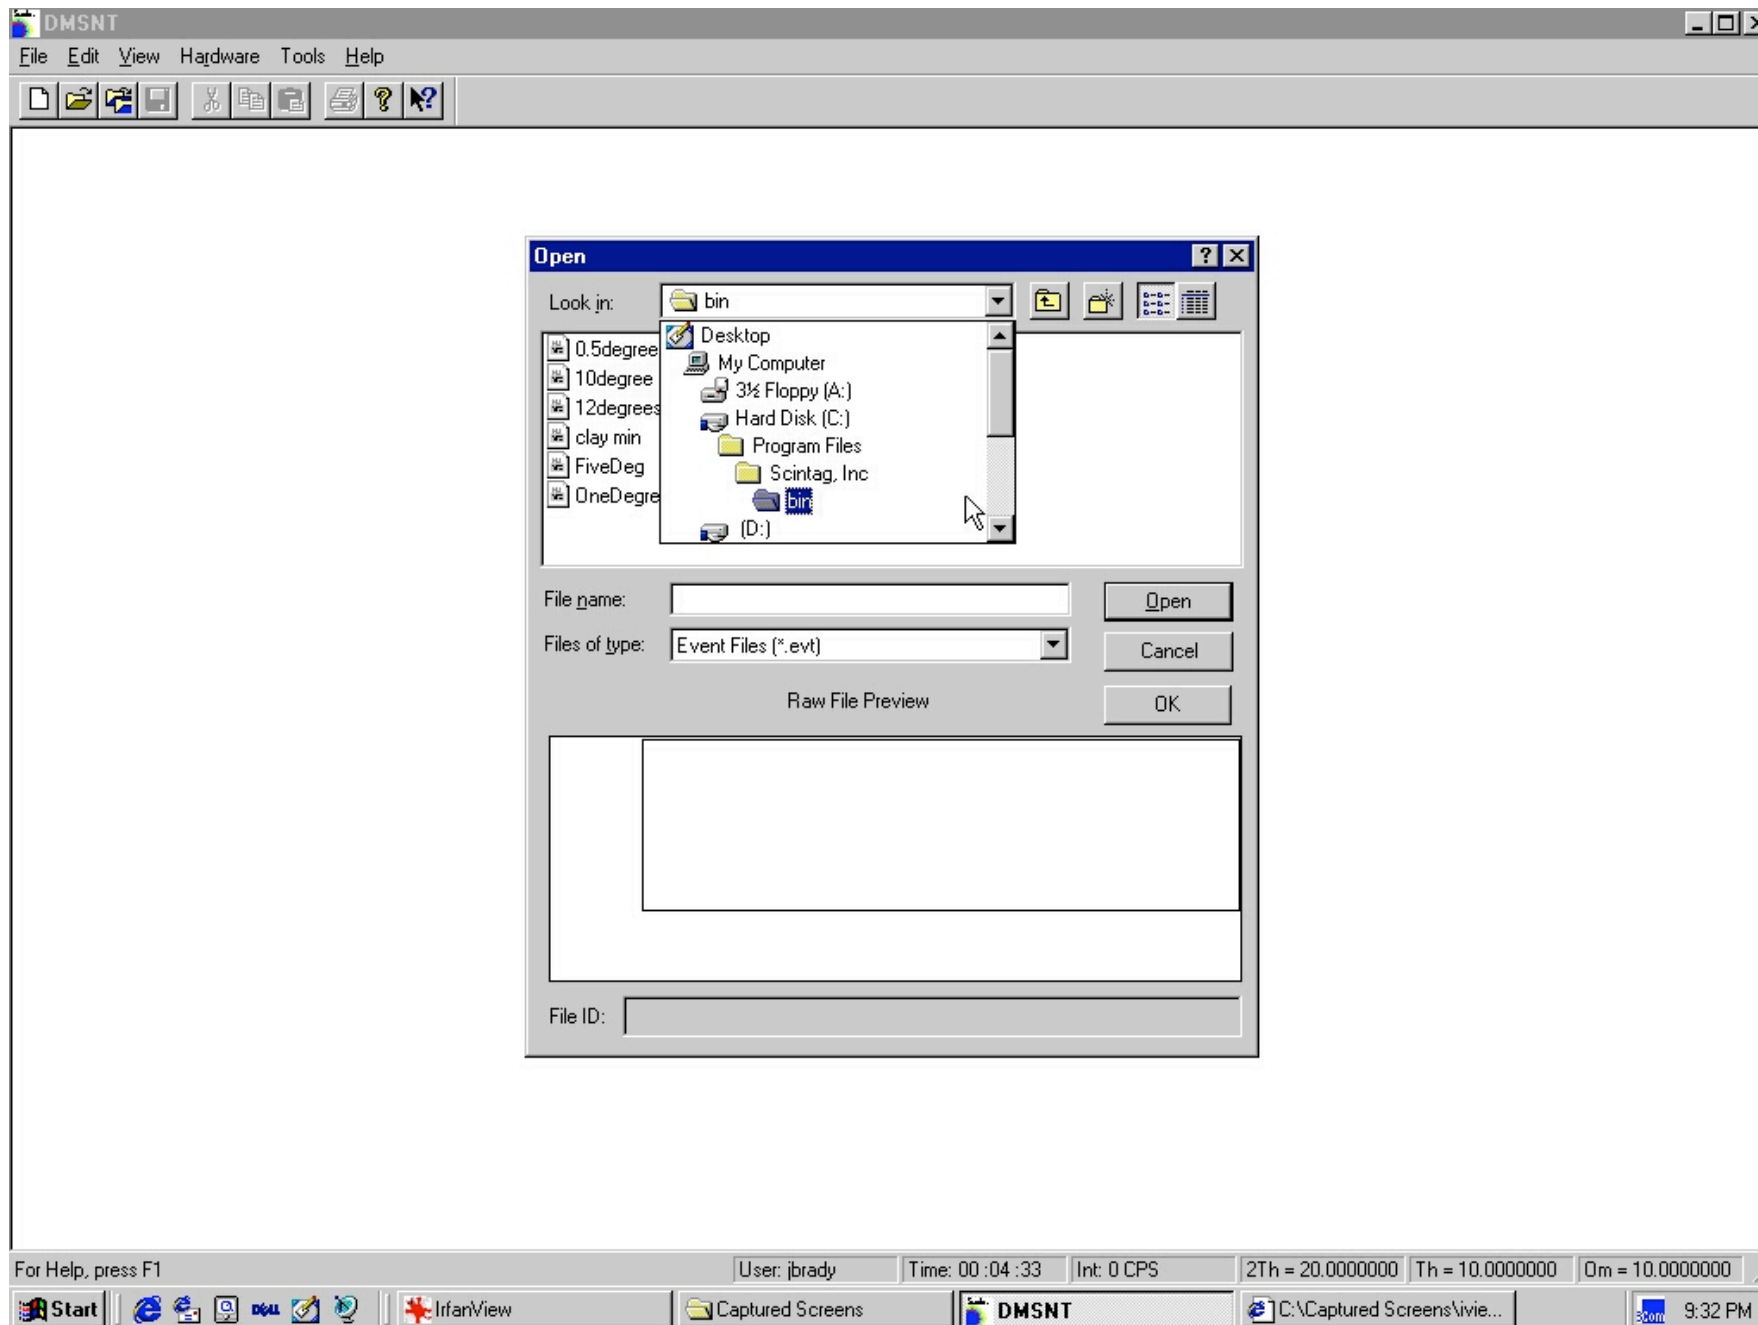 DMSNT
File Edit View Hardware Tools Help
Open
Look in: bin
Desktop
My Computer
3½ Floppy (A:)
Hard Disk (C:)
Program Files
Scintag, Inc
bin
(D:)
0.5degree
10degree
12degrees
clay min
FiveDeg
OneDegre
File name: Open
Files of type: Event Files (*.evt) Cancel
Raw File Preview OK
File ID:
For Help, press F1 User: jbrady Time: 00 :04 :33 Int: 0 CPS 2Th = 20.0000000 Th = 10.0000000 Om = 10.0000000
Start DELL IrfanView Captured Screens DMSNT C:\Captured Screens\ivie... 3Com 9:32 PM